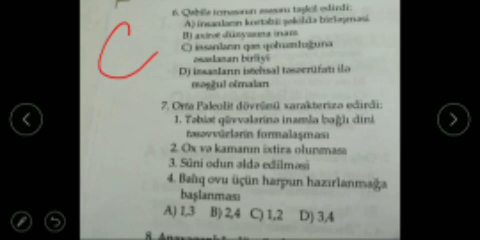 C
6. Qəbilə icmasının əsasını təşkil edirdi:
A) insanların kortəbii şəkildə birləşməsi
B) axirət dünyasına inam
C) insanların qan qohumluğuna
əsaslanan birliyi
D) insanların istehsal təsərrüfatı ilə
məşğul olmaları
7. Orta Paleolit dövrünü xarakterizə edirdi:
1. Təbiət qüvvələrinə inamla bağlı dini
təsəvvürlərin formalaşması
2. Ox və kamanın ixtira olunması
3. Süni odun əldə edilməsi
4. Balıq ovu üçün harpun hazırlanmağa
başlanması
A) 1,3 B) 2,4 C) 1,2 D) 3,4
8.